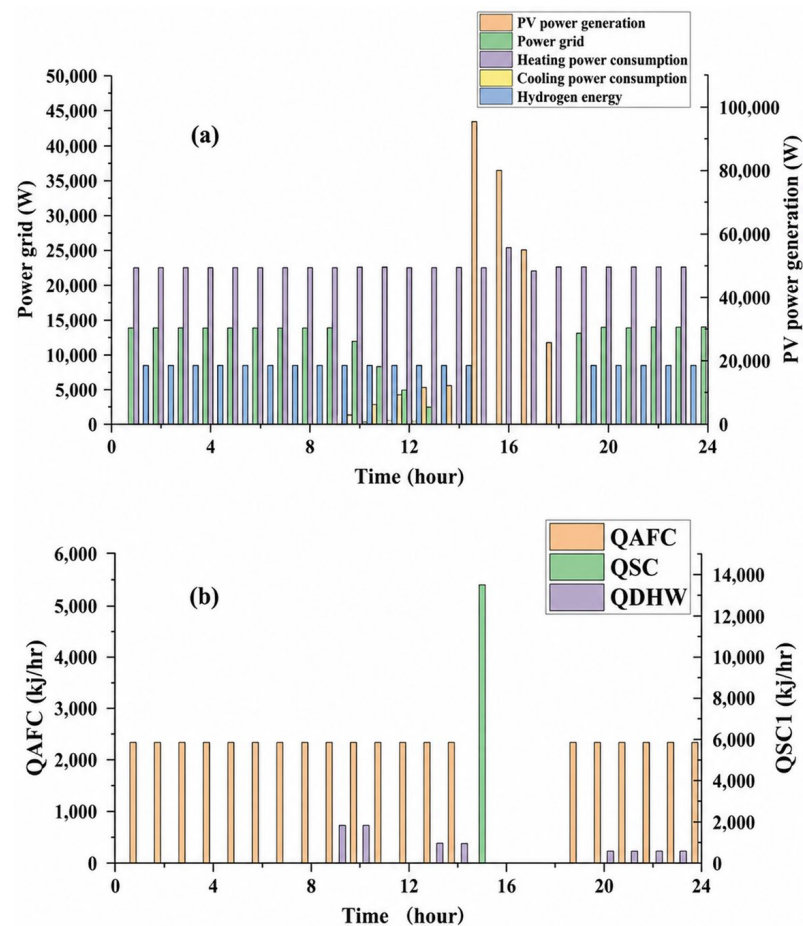 PV power generation
Power grid
Heating power consumption
Cooling power consumption
Hydrogen energy
(a)
Power grid (W)
50,000
45,000
40,000
35,000
30,000
25,000
20,000
15,000
10,000
5,000
0
PV power generation (W)
100,000
80,000
60,000
40,000
20,000
0
0 4 8 12 16 20 24
Time (hour)
QAFC
QSC
QDHW
(b)
QAFC (kj/hr)
6,000
5,000
4,000
3,000
2,000
1,000
0
QSC1 (kj/hr)
14,000
12,000
10,000
8,000
6,000
4,000
2,000
0
0 4 8 12 16 20 24
Time (hour)